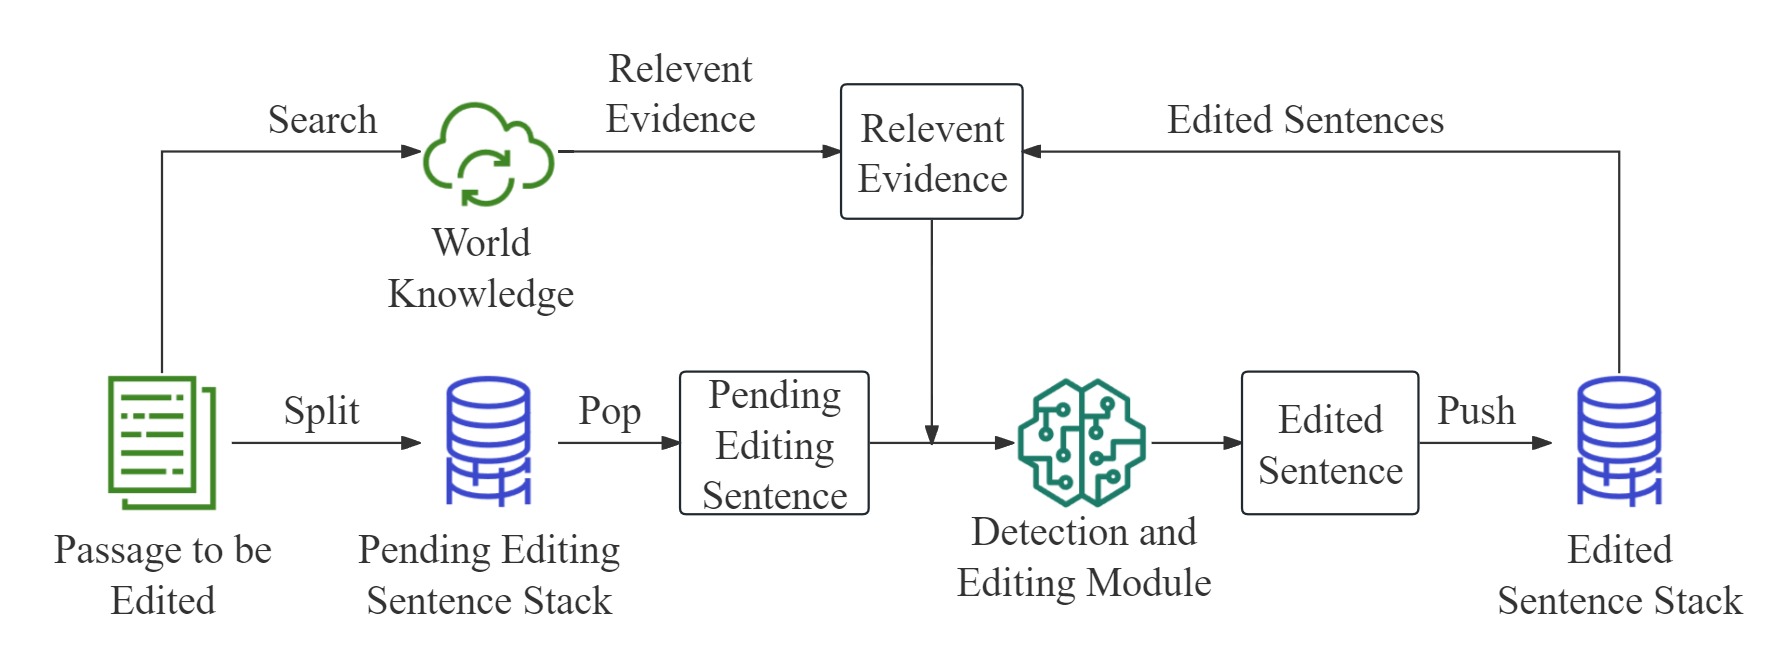 Relevent
Evidence
Search
Edited Sentences
Relevent
Evidence
World
Knowledge
Split
Pop
Pending
Editing
Sentence
Edited
Sentence
Push
Passage to be
Edited
Pending Editing
Sentence Stack
Detection and
Editing Module
Edited
Sentence Stack